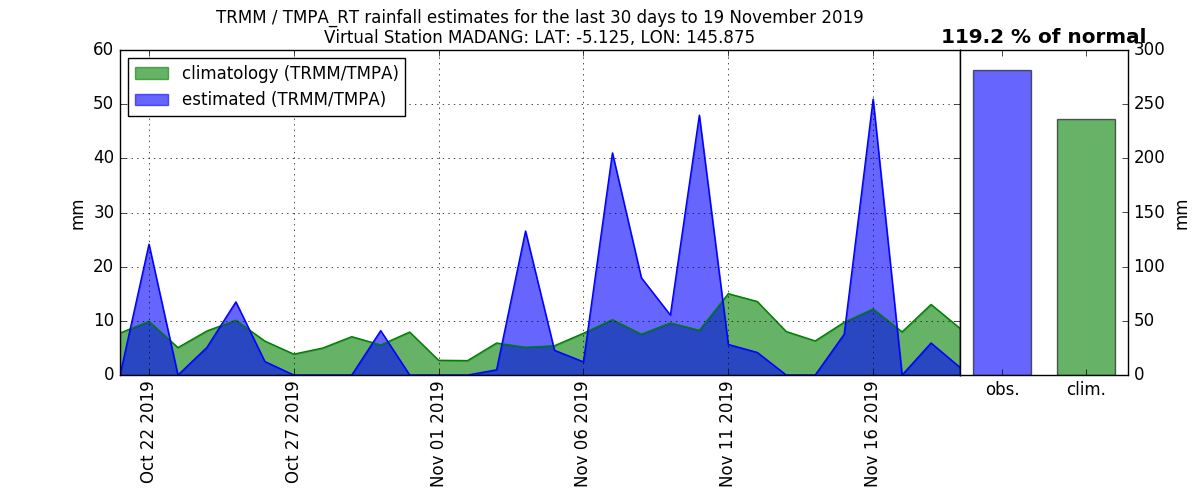 TRMM / TMPA_RT rainfall estimates for the last 30 days to 19 November 2019
Virtual Station MADANG: LAT: -5.125, LON: 145.875
119.2 % of normal
climatology (TRMM/TMPA)
estimated (TRMM/TMPA)
60
50
40
30
20
10
0
mm
Oct 22 2019
Oct 27 2019
Nov 01 2019
Nov 06 2019
Nov 11 2019
Nov 16 2019
300
250
200
150
100
50
0
mm
obs.
clim.